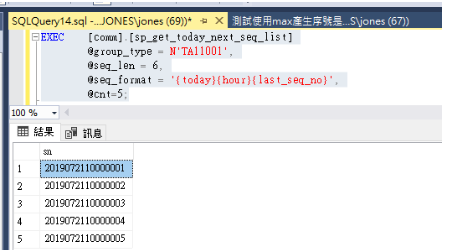 SQLQuery14.sql -...JONES\jones (69))*
測試使用max產生序號是...S\jones (67))
EXEC [comm].[sp_get_today_next_seq_list]
@group_type = N'TA11001',
@seq_len = 6,
@seq_format = '{today}{hour}{last_seq_no}',
@cnt=5;
100 %
結果 訊息
sn
1 2019072110000001
2 2019072110000002
3 2019072110000003
4 2019072110000004
5 2019072110000005